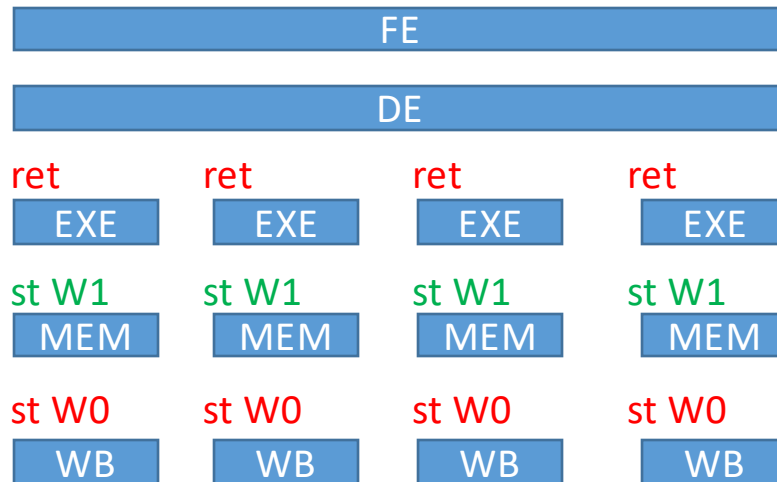 FE
DE
ret ret ret ret
EXE EXE EXE EXE
st W1 st W1 st W1 st W1
MEM MEM MEM MEM
st W0 st W0 st W0 st W0
WB WB WB WB